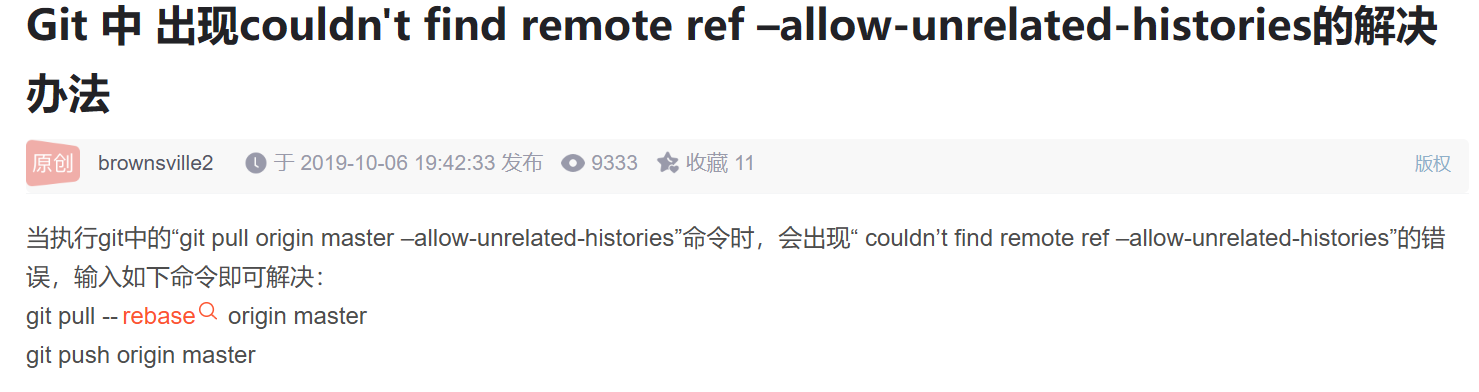 Git 中 出现couldn't find remote ref –allow-unrelated-histories的解决
办法
原创 brownsville2 于 2019-10-06 19:42:33 发布 9333 收藏 11 版权
当执行git中的“git pull origin master –allow-unrelated-histories”命令时，会出现“ couldn’t find remote ref –allow-unrelated-histories”的错
误，输入如下命令即可解决：
git pull -- rebase origin master
git push origin master